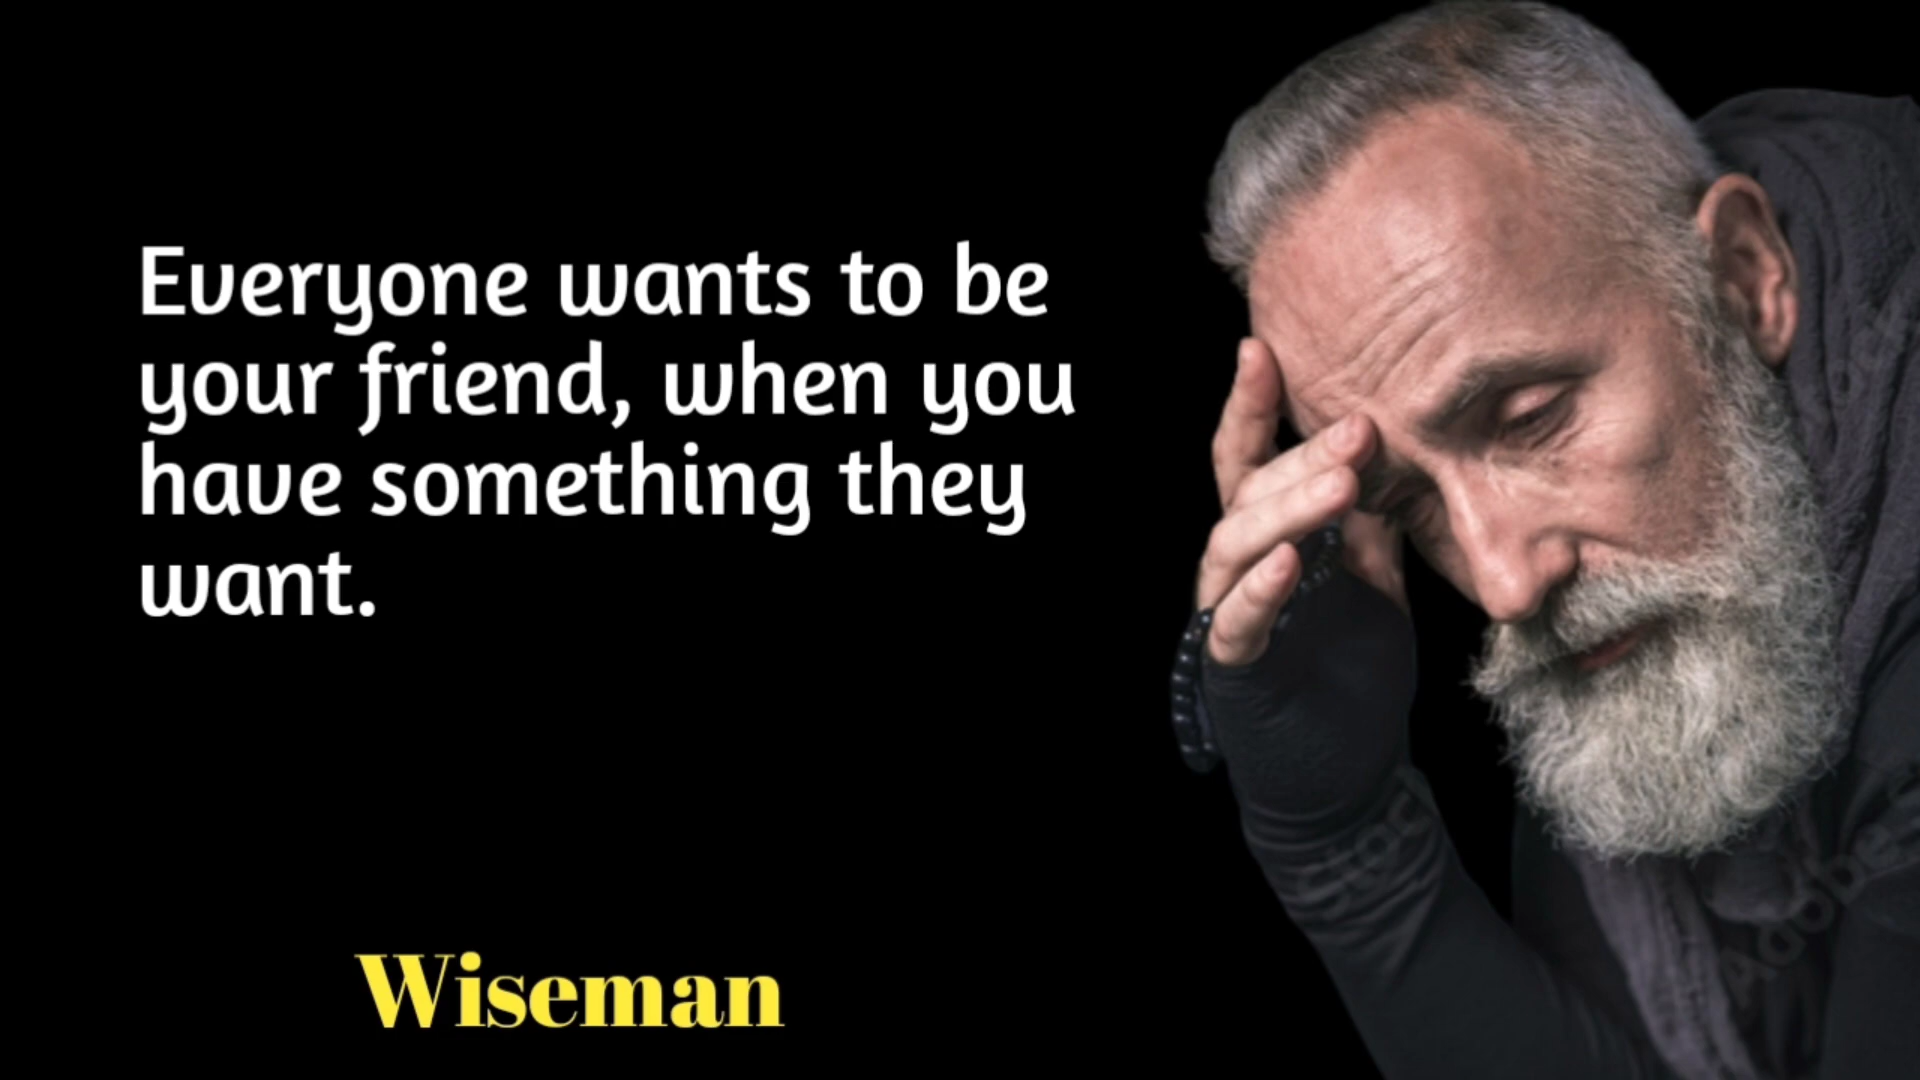 Everyone wants to be
your friend, when you
have something they
want.
Wiseman